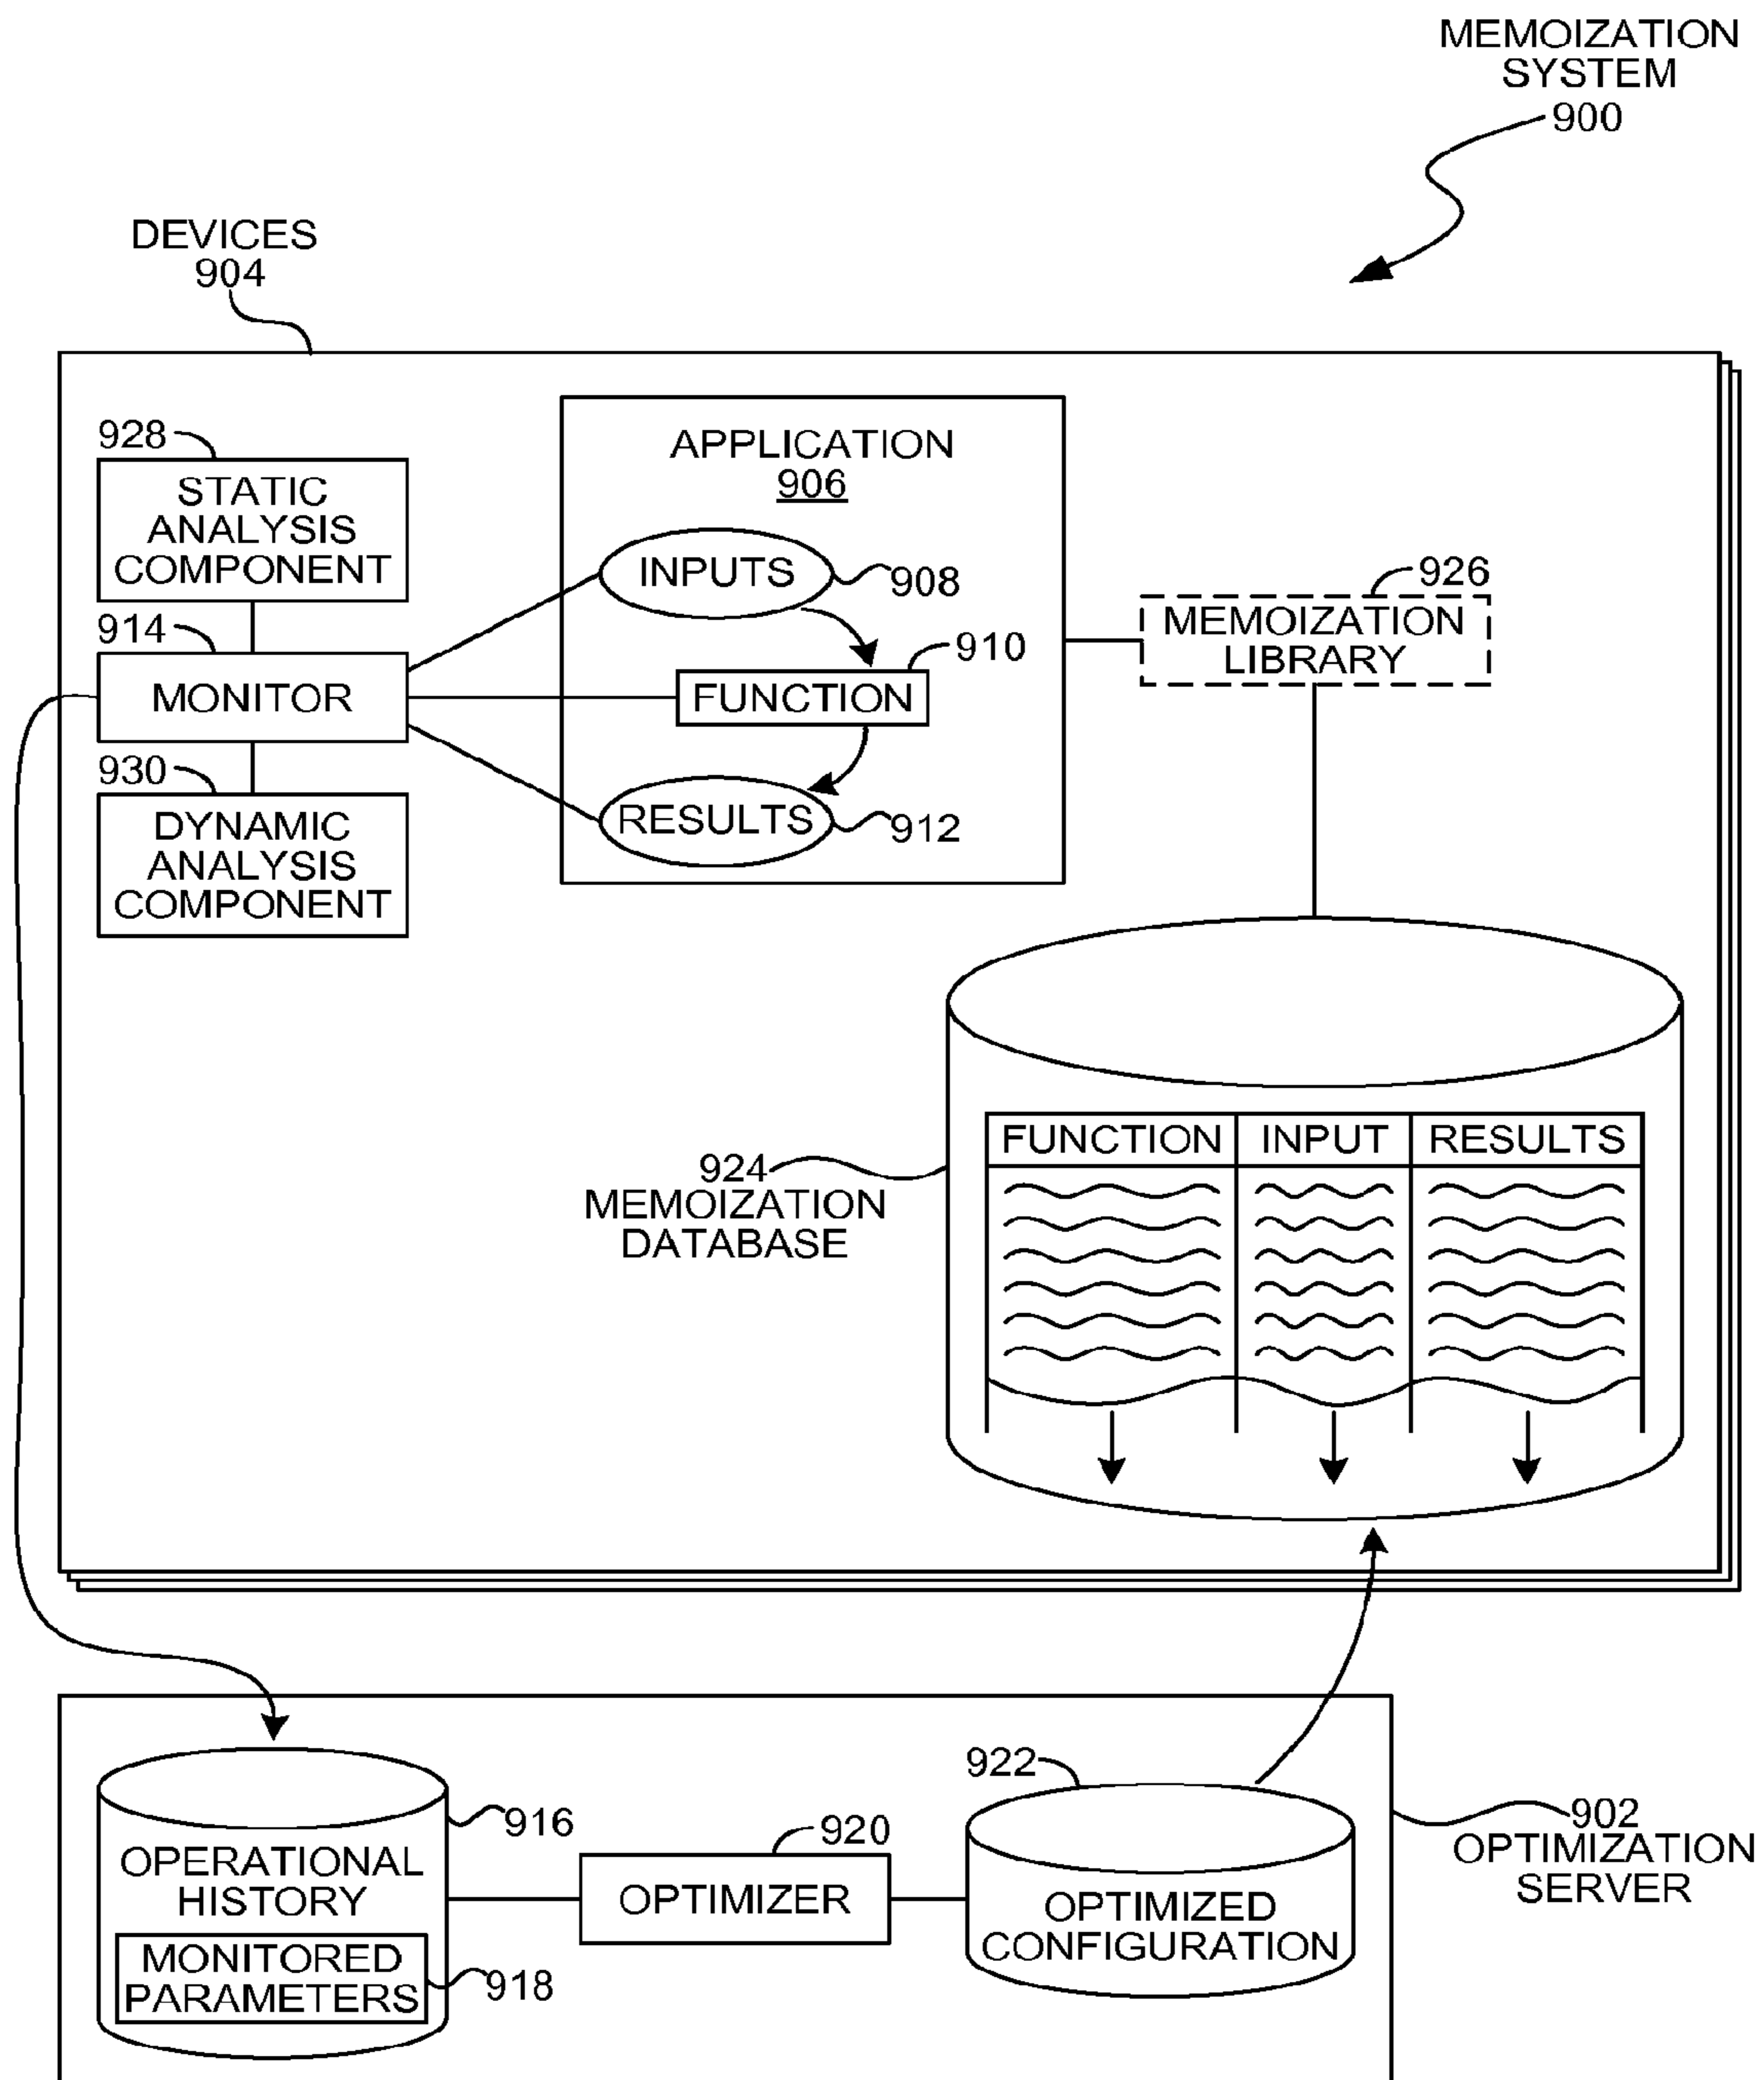 MEMOIZATION
SYSTEM
900
DEVICES
904
928
STATIC
ANALYSIS
COMPONENT
914
MONITOR
930
DYNAMIC
ANALYSIS
COMPONENT
APPLICATION
906
INPUTS
908
910
FUNCTION
RESULTS
912
926
MEMOIZATION
LIBRARY
924
MEMOIZATION
DATABASE
FUNCTION INPUT RESULTS
916
OPERATIONAL
HISTORY
MONITORED
PARAMETERS
918
920
OPTIMIZER
922
OPTIMIZED
CONFIGURATION
902
OPTIMIZATION
SERVER